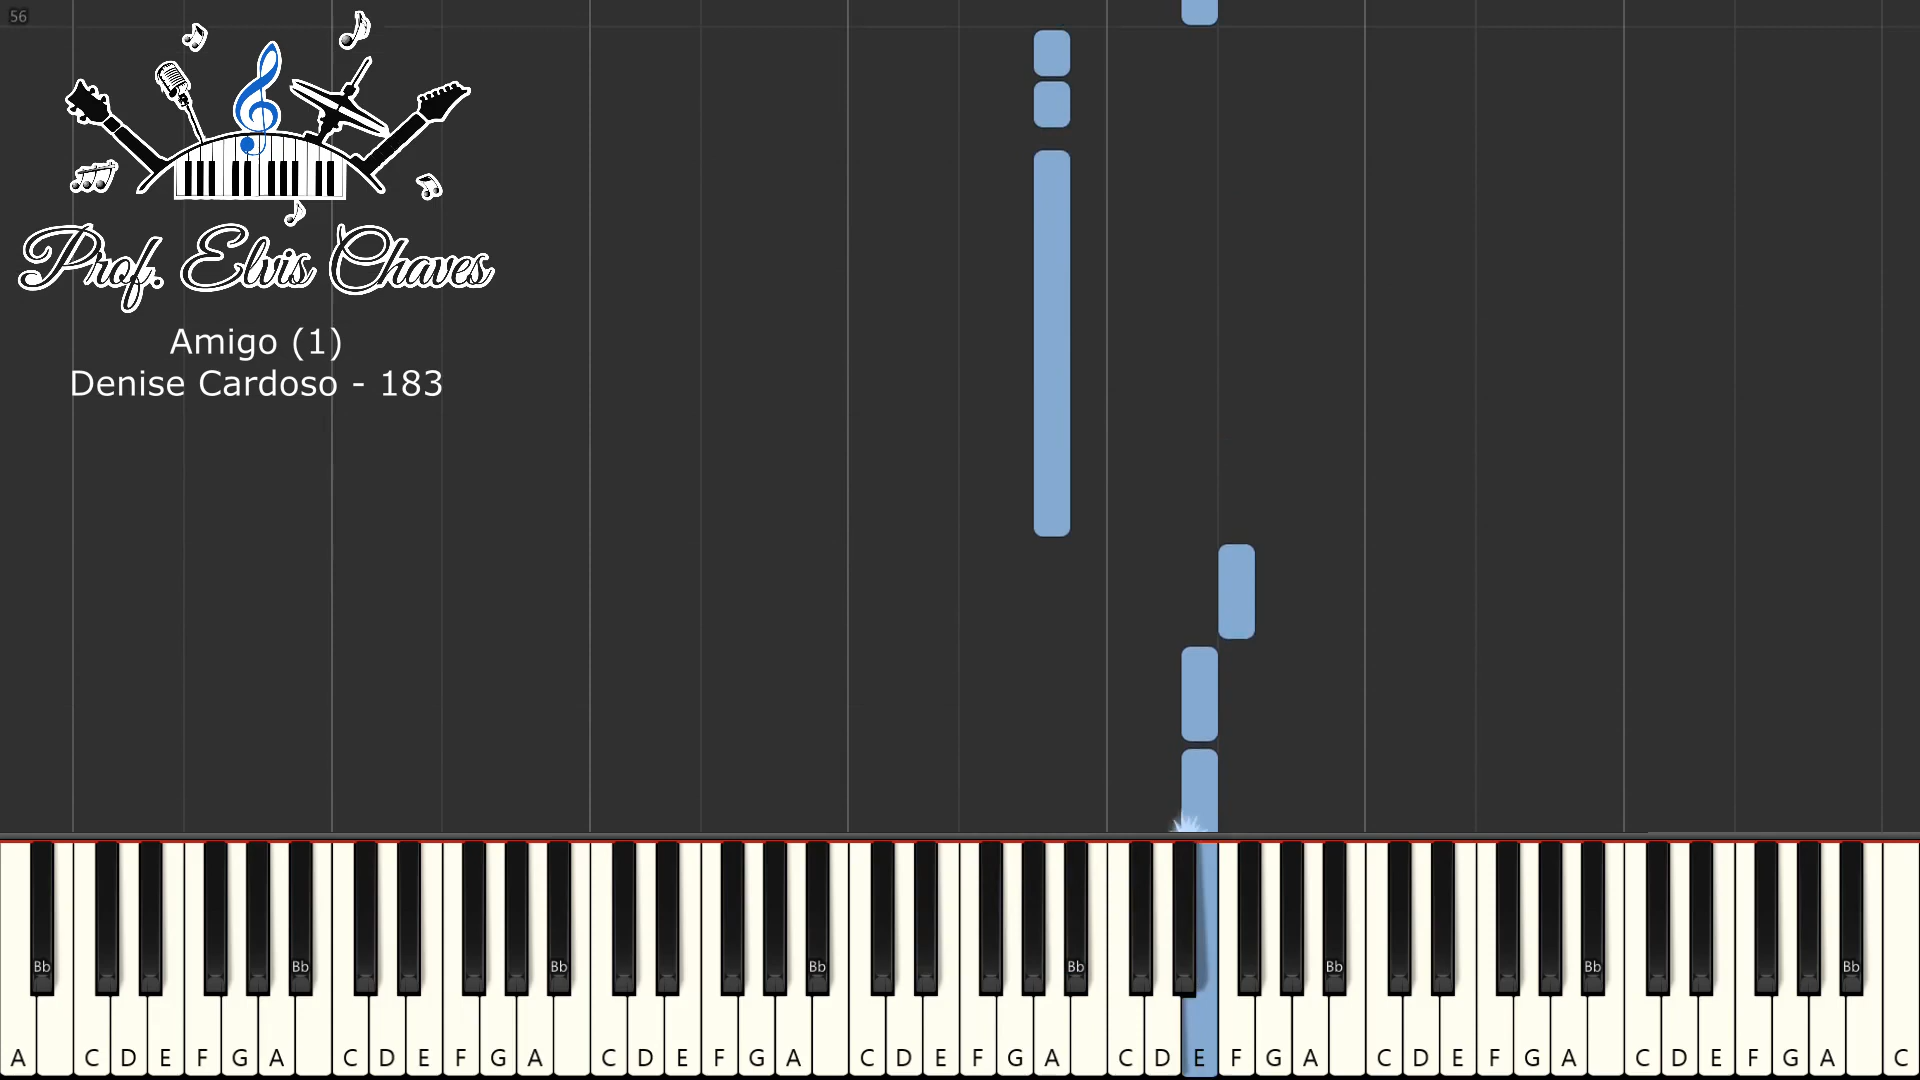 56
Prof. Elvis Chaves
Amigo (1)
Denise Cardoso - 183
Bb Bb Bb Bb Bb Bb Bb Bb
A C D E F G A C D E F G A C D E F G A C D E F G A C D E F G A C D E F G A C D E F G A C